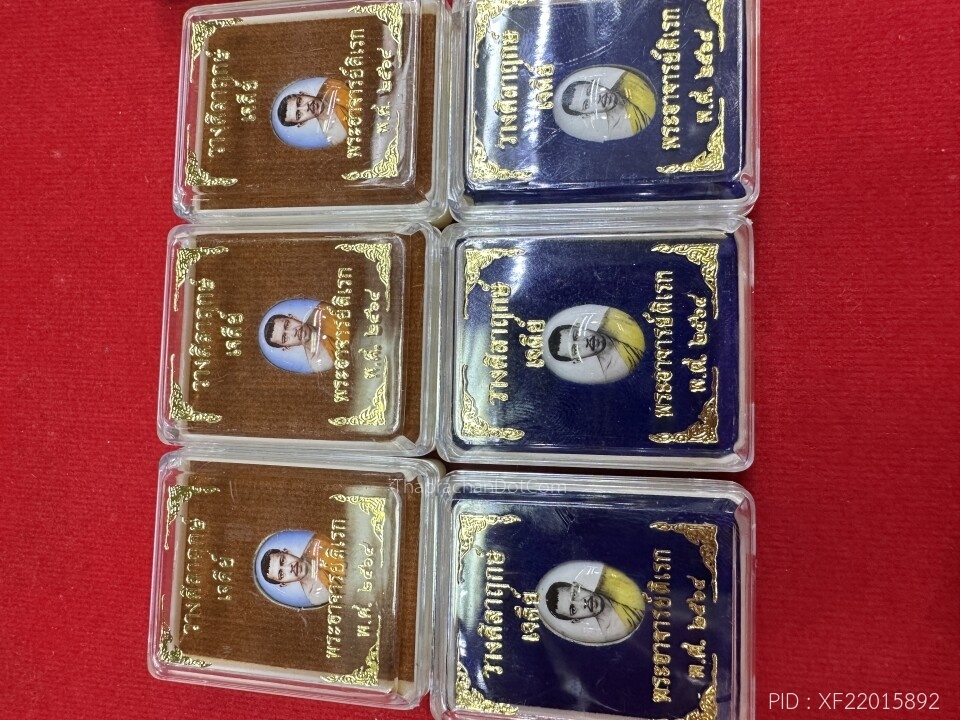 วางศิลาฤกษ์
เจดีย์
พระอาจารย์ติเรก
พ.ศ. ๒๕๖๔
วางศิลาฤกษ์
เจดีย์
พระอาจารย์ติเรก
พ.ศ. ๒๕๖๔
วางศิลาฤกษ์
เจดีย์
พระอาจารย์ติเรก
พ.ศ. ๒๕๖๔
วางศิลาฤกษ์
เจดีย์
พระอาจารย์ติเรก
พ.ศ. ๒๕๖๔
วางศิลาฤกษ์
เจดีย์
พระอาจารย์ติเรก
พ.ศ. ๒๕๖๔
วางศิลาฤกษ์
เจดีย์
พระอาจารย์ติเรก
พ.ศ. ๒๕๖๔
ThaprachanDotCom
PID : XF22015892